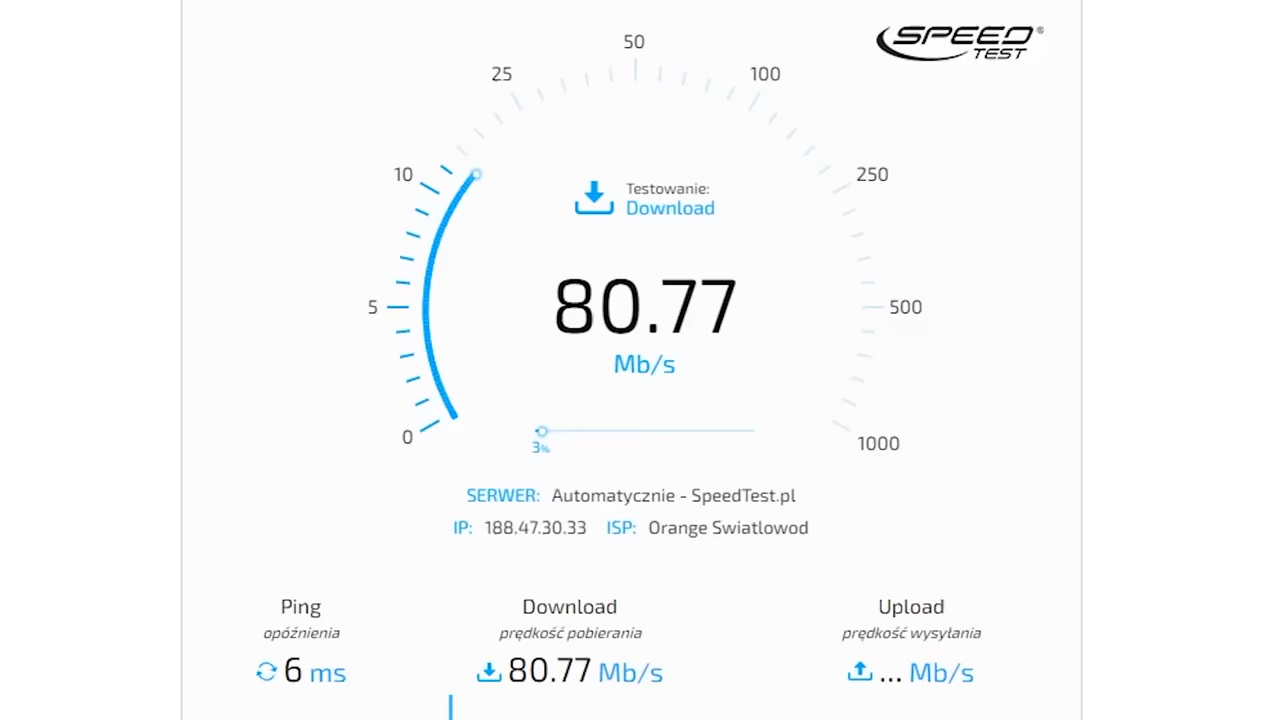 SPEED®
TEST
50
25
100
10
250
5
500
0
1000
Testowanie:
Download
80.77
Mb/s
3%
SERWER: Automatycznie - SpeedTest.pl
IP: 188.47.30.33 ISP: Orange Swiatlowod
Ping
opóźnienia
6 ms
Download
prędkość pobierania
80.77 Mb/s
Upload
prędkość wysyłania
... Mb/s